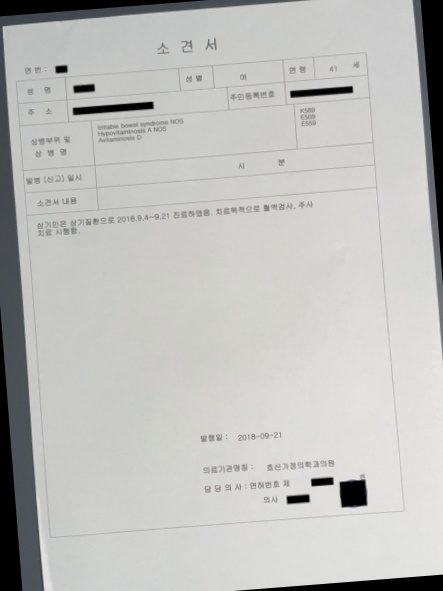 소 견 서
연 번 :
성 명 성 별 여 연 령 41 세
주 소 주민등록번호
상병부위 및
상 병 명
Irritable bowel syndrome NOS
Hypovitaminosis A NOS
Avitaminosis D
K589
E509
E559
발병 (신고) 일시 시 분
소견서 내용
상기인은 상기질환으로 2018.9.4~9.21 진료하였음. 치료목적으로 혈액검사, 주사
치료 시행함.
발행일 : 2018-09-21
의료기관명칭 : 효산가정의학과의원
담 당 의 사 : 면허번호 제 호
의사